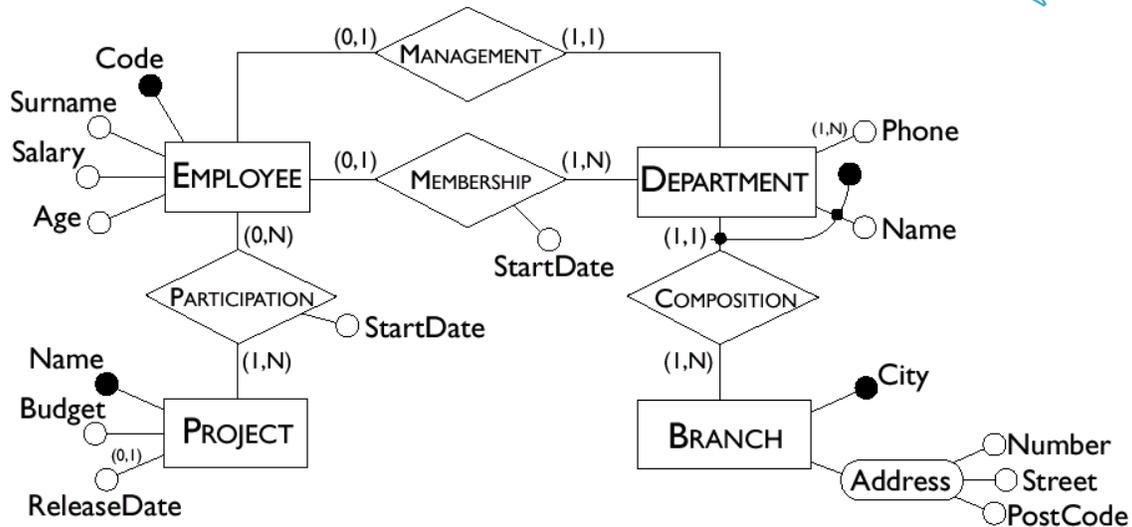 (0,1)
MANAGEMENT
(1,1)
Code
Surname
Salary
Age
EMPLOYEE
(0,1)
MEMBERSHIP
(1,N)
StartDate
DEPARTMENT
(1,N)
Phone
Name
(0,N)
PARTICIPATION
StartDate
(1,N)
(1,1)
COMPOSITION
(1,N)
Name
Budget
(0,1)
ReleaseDate
PROJECT
BRANCH
City
Address
Number
Street
PostCode